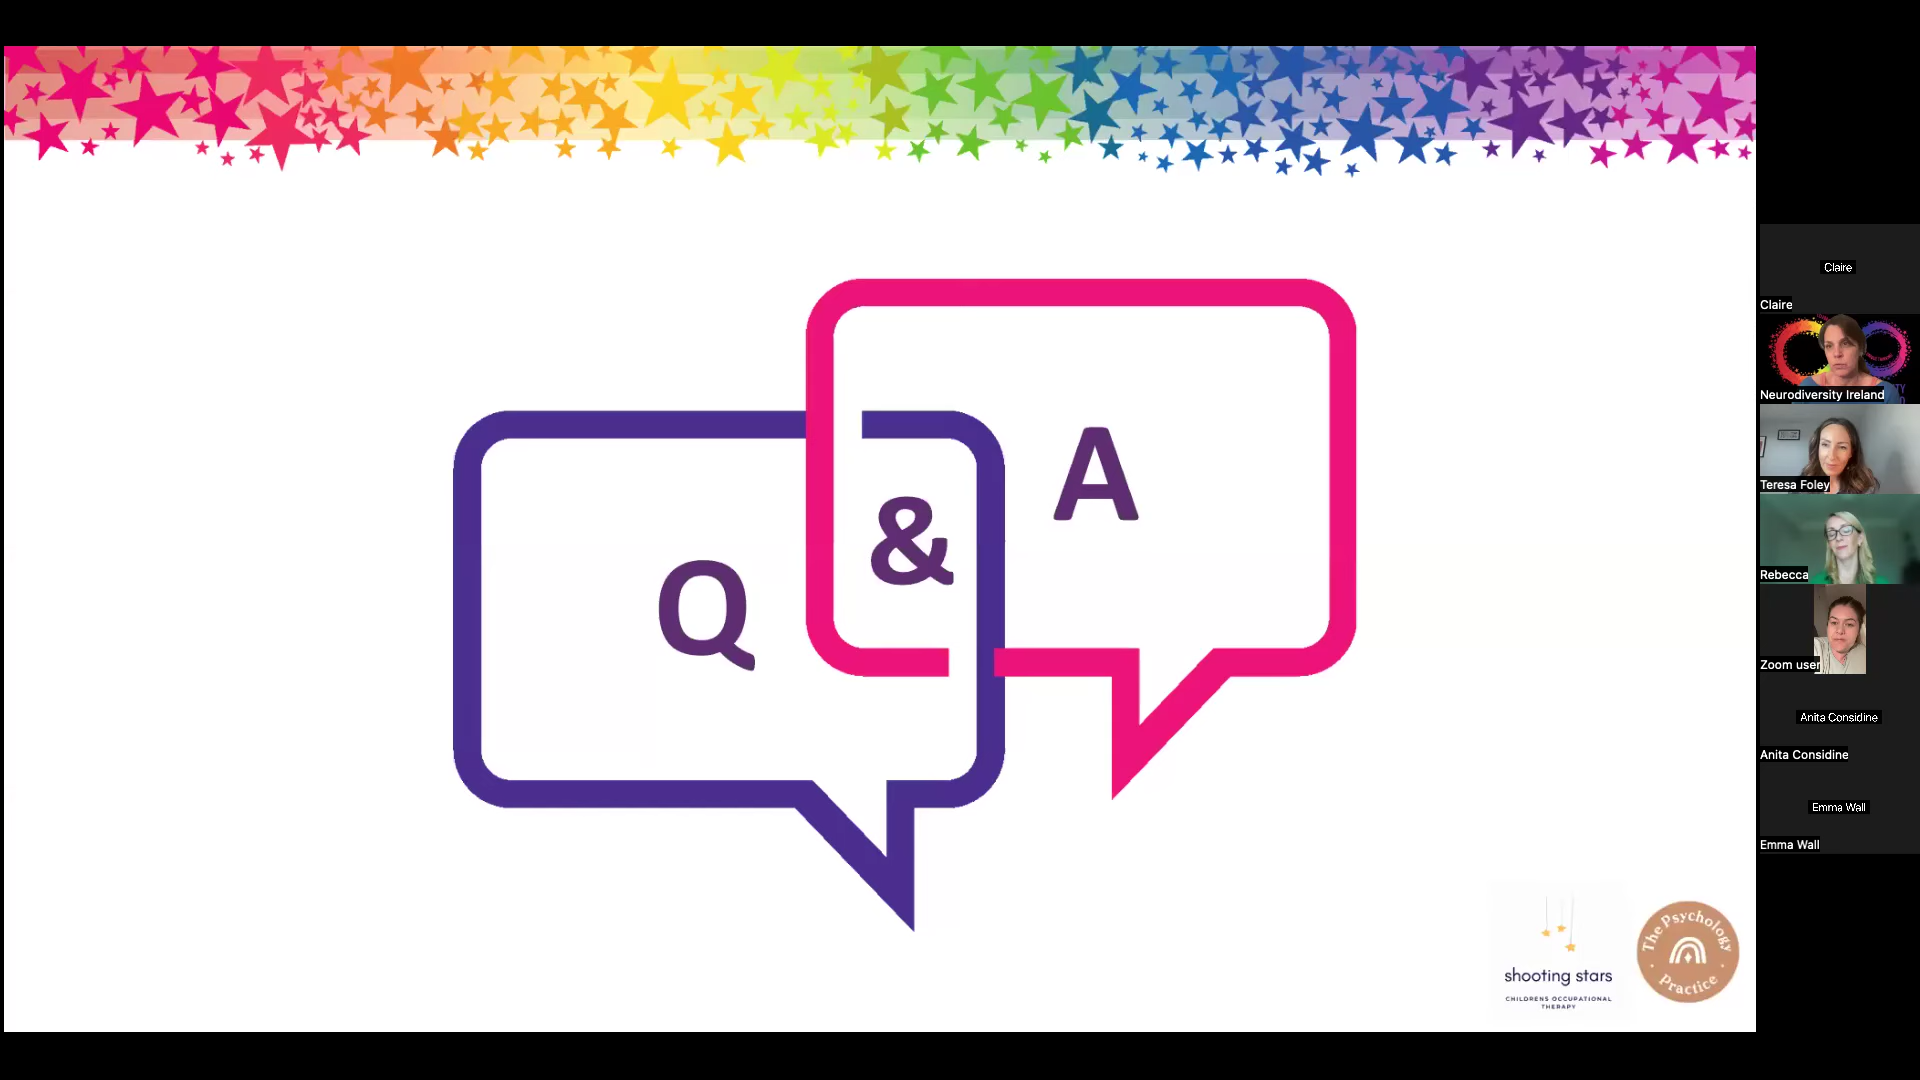 Q
&
A
shooting stars
CHILDRENS OCCUPATIONAL
THERAPY
The Psychology
Practice
Claire
Claire
Neurodiversity Ireland
Teresa Foley
Rebecca
Zoom user
Anita Considine
Anita Considine
Emma Wall
Emma Wall